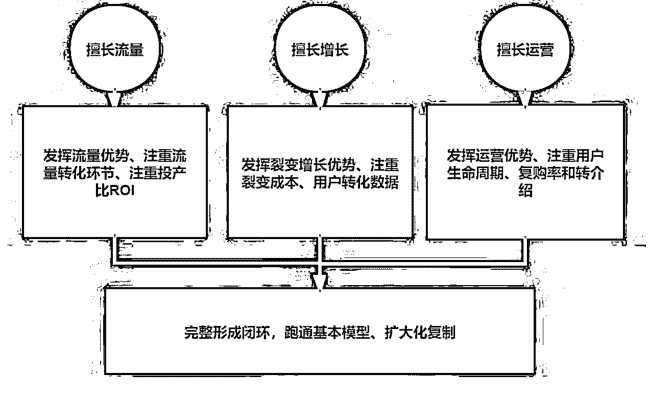 擅长流量
擅长增长
擅长运营
发挥流量优势、注重流
量转化环节、注重投产
比ROI
发挥裂变增长优势、注重
裂变成本、用户转化数据
发挥运营优势、注重用户
生命周期、复购率和转介
绍
完整形成闭环，跑通基本模型、扩大化复制